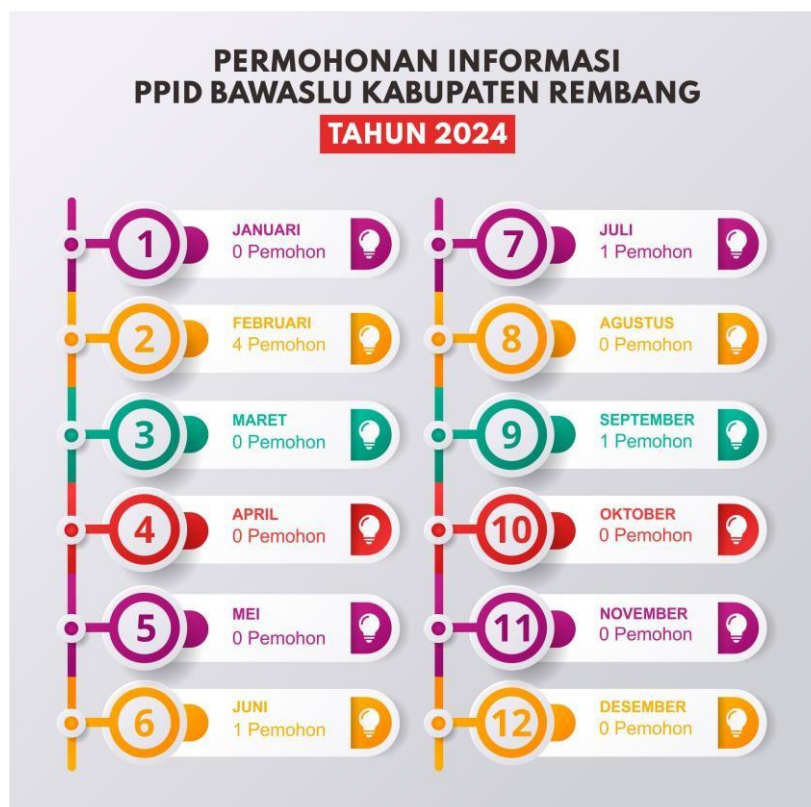 PERMOHONAN INFORMASI
PPID BAWASLU KABUPATEN REMBANG
TAHUN 2024
1
JANUARI
0 Pemohon
2
FEBRUARI
4 Pemohon
3
MARET
0 Pemohon
4
APRIL
0 Pemohon
5
MEI
0 Pemohon
6
JUNI
1 Pemohon
7
JULI
1 Pemohon
8
AGUSTUS
0 Pemohon
9
SEPTEMBER
1 Pemohon
10
OKTOBER
0 Pemohon
11
NOVEMBER
0 Pemohon
12
DESEMBER
0 Pemohon